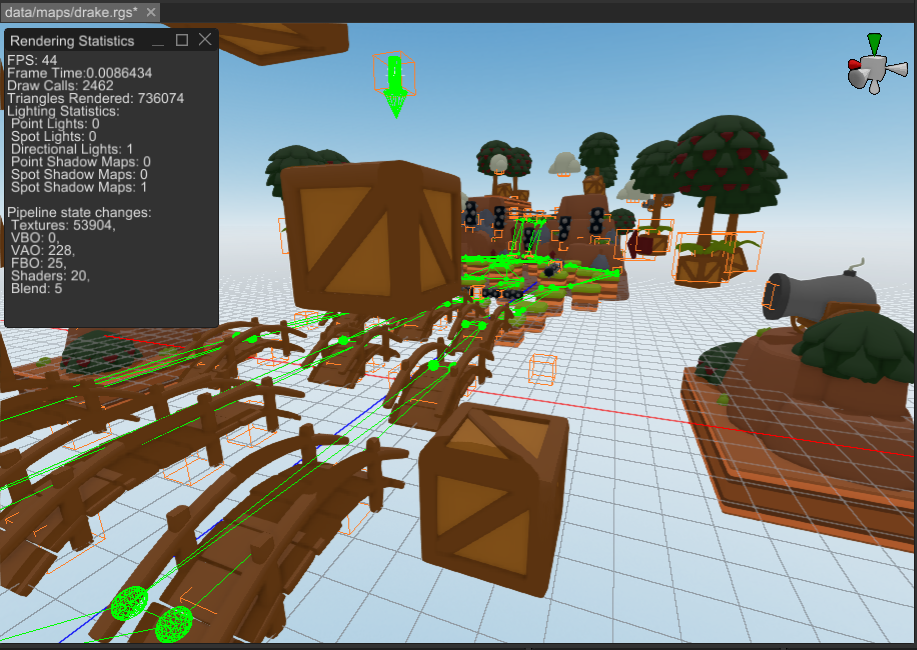 data/maps/drake.rgs*
Rendering Statistics
FPS: 44
Frame Time:0.0086434
Draw Calls: 2462
Triangles Rendered: 736074
Lighting Statistics:
Point Lights: 0
Spot Lights: 0
Directional Lights: 1
Point Shadow Maps: 0
Spot Shadow Maps: 0
Spot Shadow Maps: 1
Pipeline state changes:
Textures: 53904,
VBO: 0,
VAO: 228,
FBO: 25,
Shaders: 20,
Blend: 5